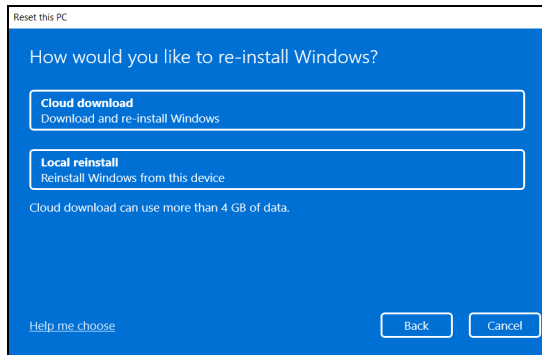 Reset this PC
How would you like to re-install Windows?
Cloud download
Download and re-install Windows
Local reinstall
Reinstall Windows from this device
Cloud download can use more than 4 GB of data.
Help me choose
Back
Cancel